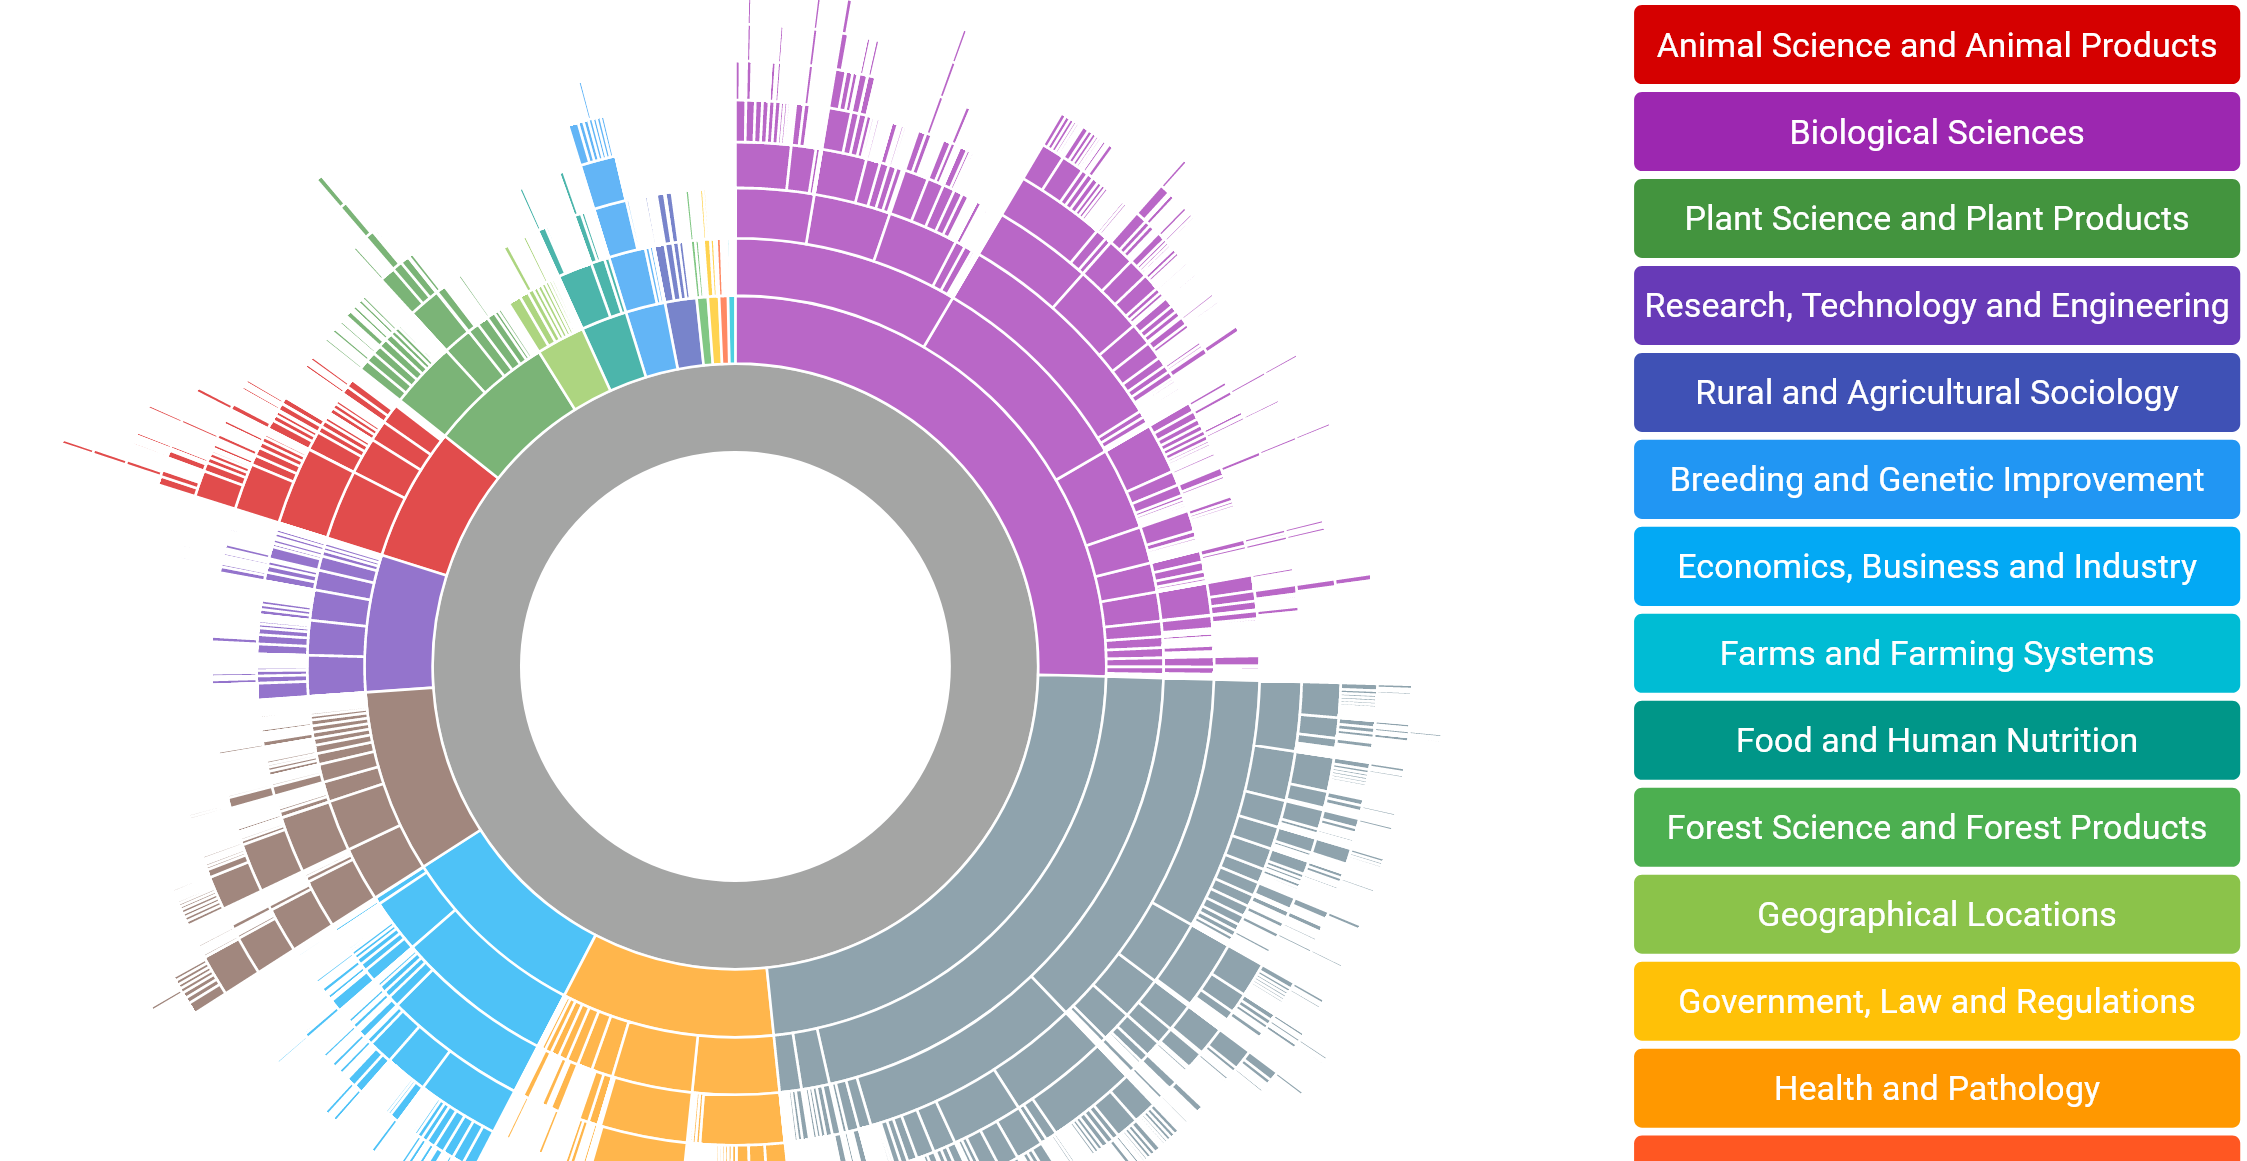 Animal Science and Animal Products
Biological Sciences
Plant Science and Plant Products
Research, Technology and Engineering
Rural and Agricultural Sociology
Breeding and Genetic Improvement
Economics, Business and Industry
Farms and Farming Systems
Food and Human Nutrition
Forest Science and Forest Products
Geographical Locations
Government, Law and Regulations
Health and Pathology